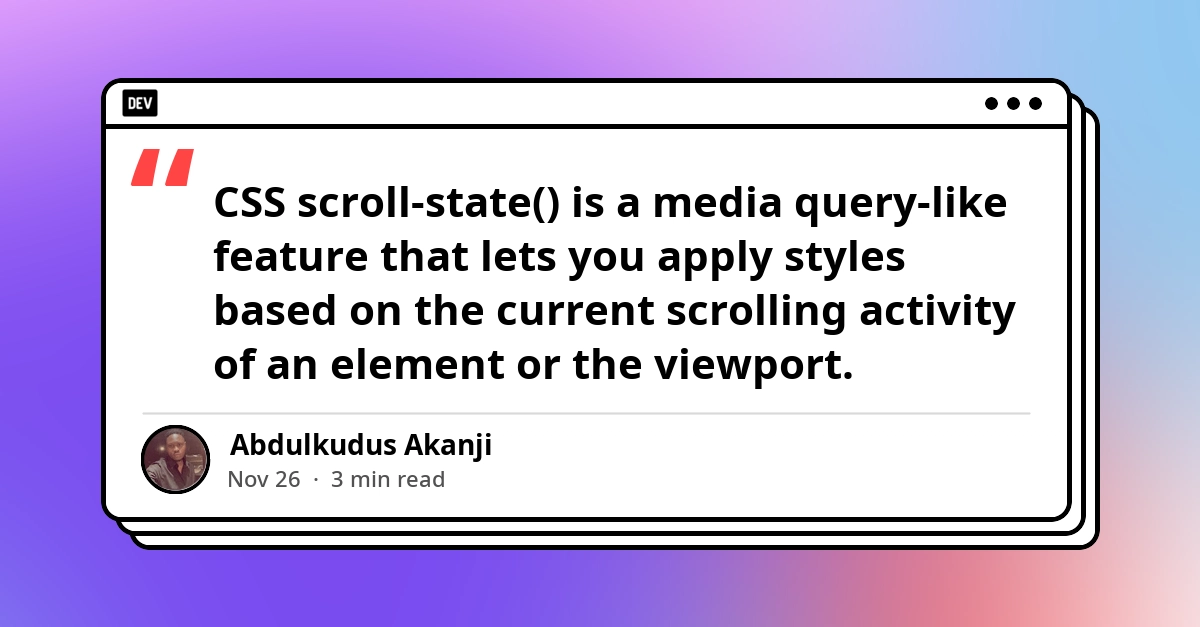 DEV
“
CSS scroll-state() is a media query-like
feature that lets you apply styles
based on the current scrolling activity
of an element or the viewport.
Abdulkudus Akanji
Nov 26 · 3 min read